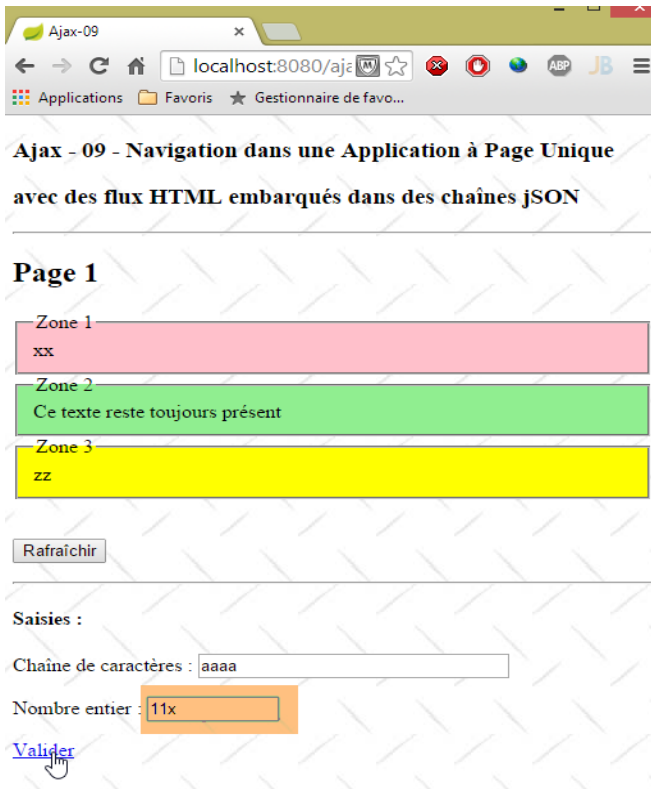 Ajax-09
localhost:8080/aja
ABP JB
Applications Favoris Gestionnaire de favo...
Ajax - 09 - Navigation dans une Application à Page Unique
avec des flux HTML embarqués dans des chaînes jSON
Page 1
Zone 1
xx
Zone 2
Ce texte reste toujours présent
Zone 3
zz
Rafraîchir
Saisies :
Chaîne de caractères : aaaa
Nombre entier : 11x
Valider